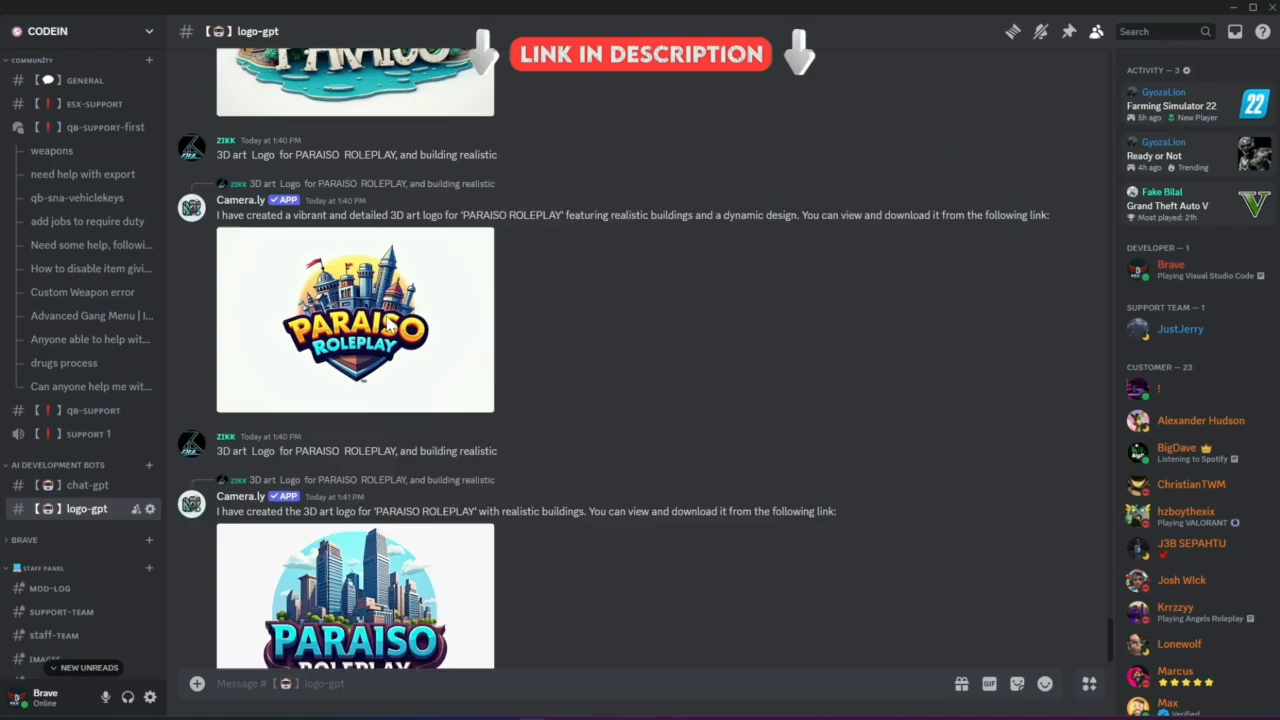 CODEIN
COMMUNITY
# 【💬】GENERAL
# 【❗】ESX-SUPPORT
【❗】QB-SUPPORT-first
weapons
need help with export
qb-sna-vehiclekeys
add jobs to require duty
Need some help, followi...
How to disable item givi...
Custom Weapon error
Advanced Gang Menu | I...
Anyone able to help wit...
drugs process
Can anyone help me wit...
# 【❗】QB-SUPPORT
【❗】SUPPORT 1
AI DEVELOPMENT BOTS
# 【🤖】chat-gpt
# 【🤖】logo-gpt
BRAVE
STAFF PANEL
MOD-LOG
SUPPORT-TEAM
staff-TEAM
NEW UNREADS
Brave
Online
# 【🤖】logo-gpt
LINK IN DESCRIPTION
Search
PARAISO
ZIKK Today at 1:40 PM
3D art Logo for PARAISO ROLEPLAY, and building realistic
zixx 3D art Logo for PARAISO ROLEPLAY, and building realistic
Camera.ly ✓ APP Today at 1:40 PM
I have created a vibrant and detailed 3D art logo for 'PARAISO ROLEPLAY' featuring realistic buildings and a dynamic design. You can view and download it from the following link:
PARAISO
ROLEPLAY
TM
ZIKK Today at 1:40 PM
3D art Logo for PARAISO ROLEPLAY, and building realistic
zixx 3D art Logo for PARAISO ROLEPLAY, and building realistic
Camera.ly ✓ APP Today at 1:41 PM
I have created the 3D art logo for 'PARAISO ROLEPLAY' with realistic buildings. You can view and download it from the following link:
PARAISO
ROLEPLAY
Message #【🤖】logo-gpt
GIF
ACTIVITY — 3
GyozaLion
Farming Simulator 22
5h ago New Player
22
GyozaLion
Ready or Not
4h ago Trending
Fake Bilal
Grand Theft Auto V
Most played: 21h
V
DEVELOPER — 1
Brave
Playing Visual Studio Code
SUPPORT TEAM — 1
JustJerry
CUSTOMER — 23
!
Alexander Hudson
BigDave
Listening to Spotify
ChristianTWM
hzboythexix
Playing VALORANT
J3B SEPAHTU
Josh WIck
Krrzzyy
Playing Angels Roleplay
Lonewolf
Marcus
Max
Verified